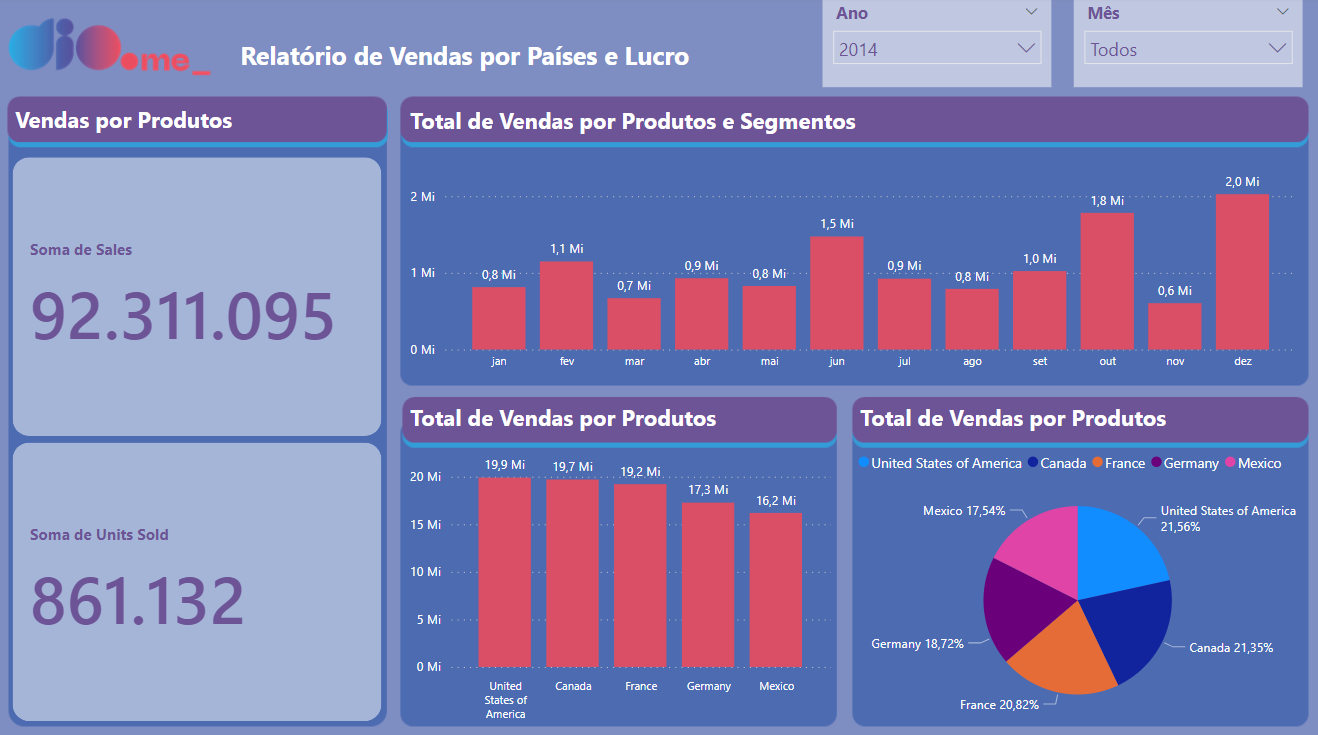 dio.me_
Relatório de Vendas por Países e Lucro
Ano
2014
Mês
Todos
Vendas por Produtos
Soma de Sales
92.311.095
Soma de Units Sold
861.132
Total de Vendas por Produtos e Segmentos
2 Mi
1 Mi
0 Mi
0,8 Mi
1,1 Mi
0,7 Mi
0,9 Mi
0,8 Mi
1,5 Mi
0,9 Mi
0,8 Mi
1,0 Mi
1,8 Mi
0,6 Mi
2,0 Mi
jan
fev
mar
abr
mai
jun
jul
ago
set
out
nov
dez
Total de Vendas por Produtos
20 Mi
15 Mi
10 Mi
5 Mi
0 Mi
19,9 Mi
19,7 Mi
19,2 Mi
17,3 Mi
16,2 Mi
United
States of
America
Canada
France
Germany
Mexico
Total de Vendas por Produtos
United States of America
Canada
France
Germany
Mexico
Mexico 17,54%
United States of America
21,56%
Germany 18,72%
Canada 21,35%
France 20,82%